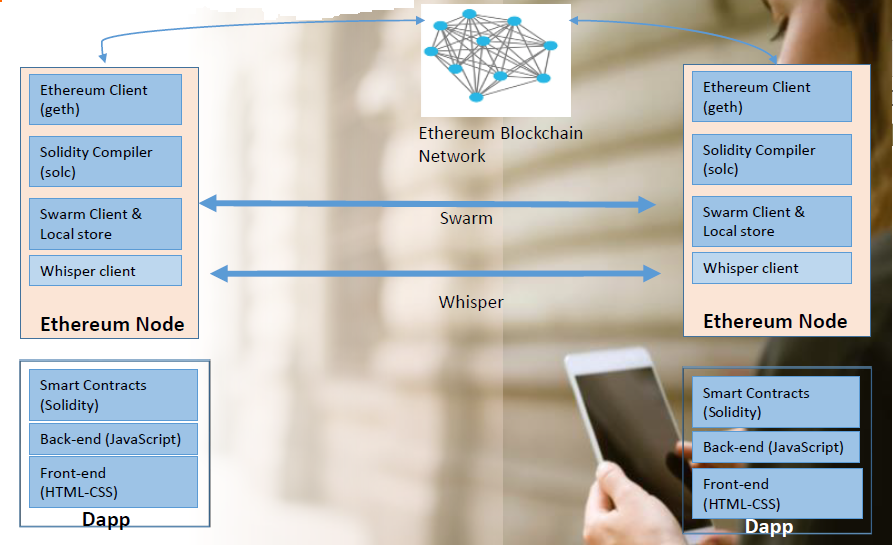 Ethereum Blockchain
Network
Ethereum Client
(geth)
Solidity Compiler
(solc)
Swarm Client &
Local store
Whisper client
Ethereum Node
Swarm
Whisper
Ethereum Client
(geth)
Solidity Compiler
(solc)
Swarm Client &
Local store
Whisper client
Ethereum Node
Smart Contracts
(Solidity)
Back-end (JavaScript)
Front-end
(HTML-CSS)
Dapp
Smart Contracts
(Solidity)
Back-end (JavaScript)
Front-end
(HTML-CSS)
Dapp